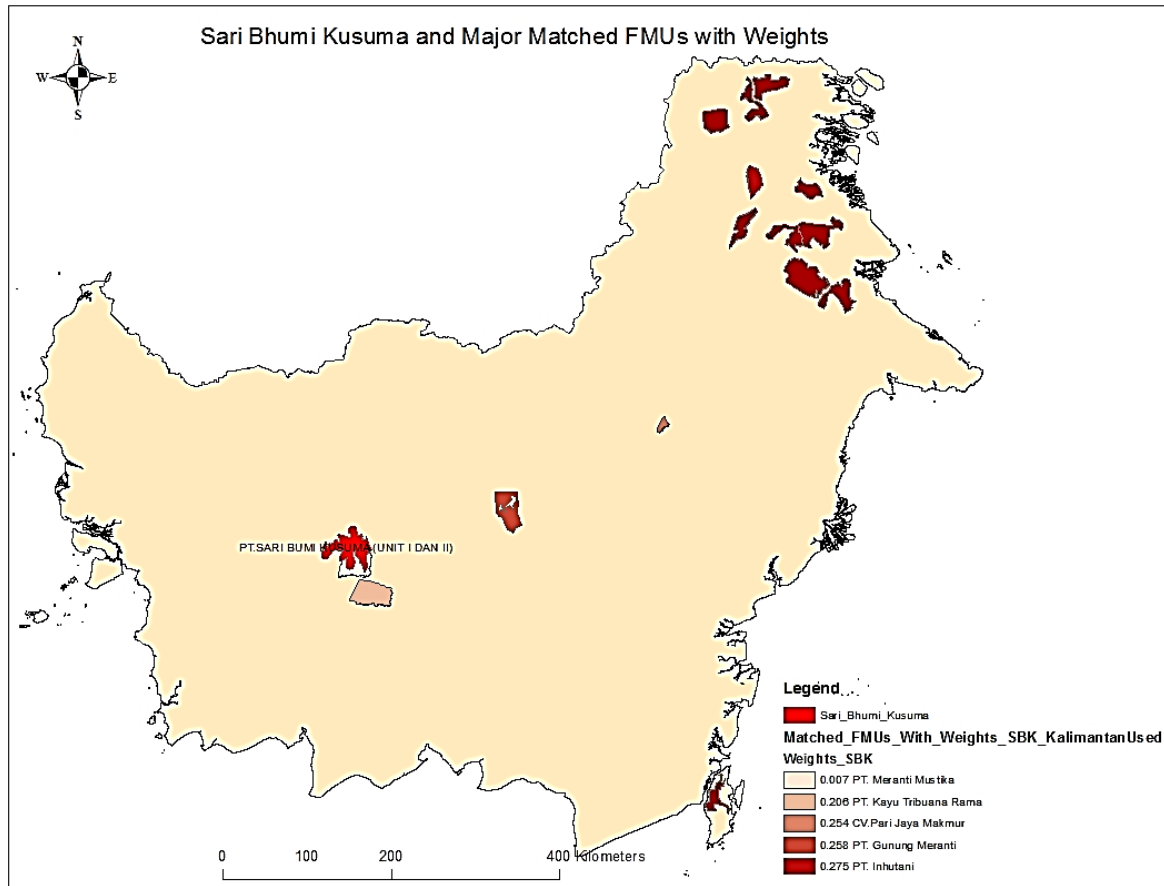 Sari Bhumi Kusuma and Major Matched FMUs with Weights
N
W E
S
PT.SARI BUMI KUSUMA (UNIT I DAN II)
Legend
Sari_Bhumi_Kusuma
Matched_FMUs_With_Weights_SBK_KalimantanUsed
Weights_SBK
0.007 PT. Meranti Mustika
0.206 PT. Kayu Tribuana Rama
0.254 CV.Pari Jaya Makmur
0.258 PT. Gunung Meranti
0.275 PT. Inhutani
0 100 200 400 Kilometers